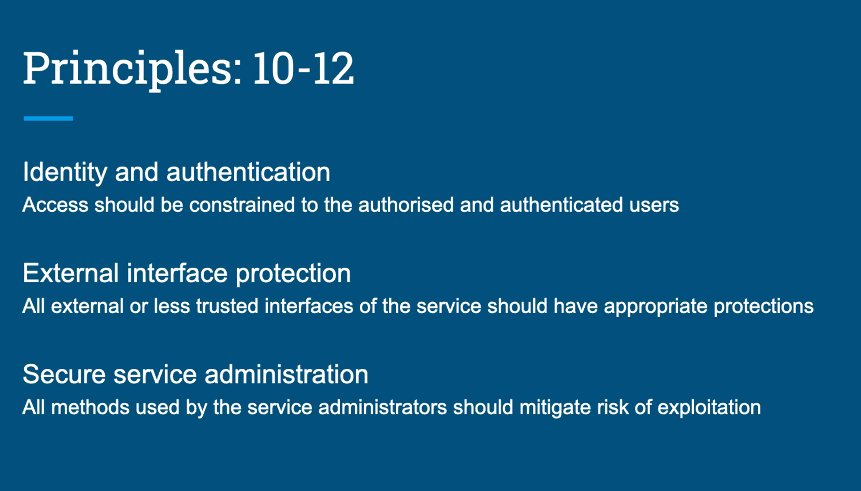 Principles: 10-12
Identity and authentication
Access should be constrained to the authorised and authenticated users
External interface protection
All external or less trusted interfaces of the service should have appropriate protections
Secure service administration
All methods used by the service administrators should mitigate risk of exploitation